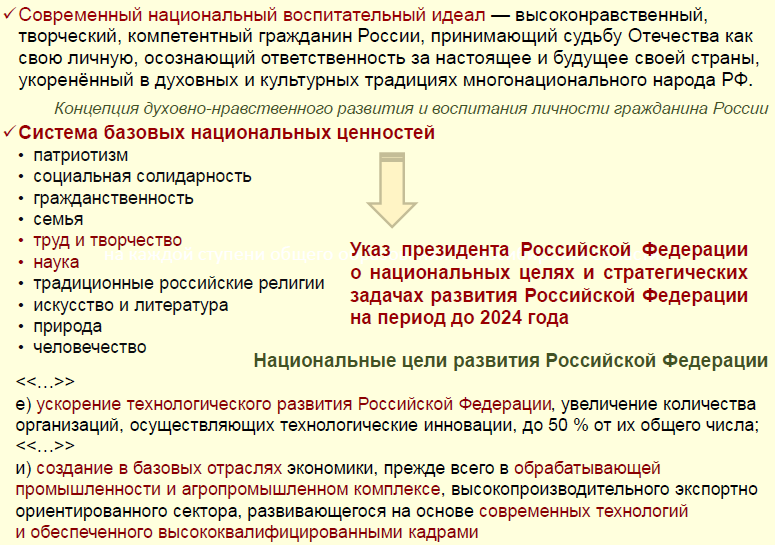 ✓ Современный национальный воспитательный идеал — высоконравственный,
творческий, компетентный гражданин России, принимающий судьбу Отечества как
свою личную, осознающий ответственность за настоящее и будущее своей страны,
укоренённый в духовных и культурных традициях многонационального народа РФ.
Концепция духовно-нравственного развития и воспитания личности гражданина России
✓ Система базовых национальных ценностей
• патриотизм
• социальная солидарность
• гражданственность
• семья
• труд и творчество
• наука
• традиционные российские религии
• искусство и литература
• природа
• человечество
Указ президента Российской Федерации
о национальных целях и стратегических
задачах развития Российской Федерации
на период до 2024 года
Национальные цели развития Российской Федерации
<<…>>
е) ускорение технологического развития Российской Федерации, увеличение количества
организаций, осуществляющих технологические инновации, до 50 % от их общего числа;
<<…>>
и) создание в базовых отраслях экономики, прежде всего в обрабатывающей
промышленности и агропромышленном комплексе, высокопроизводительного экспортно
ориентированного сектора, развивающегося на основе современных технологий
и обеспеченного высококвалифицированными кадрами